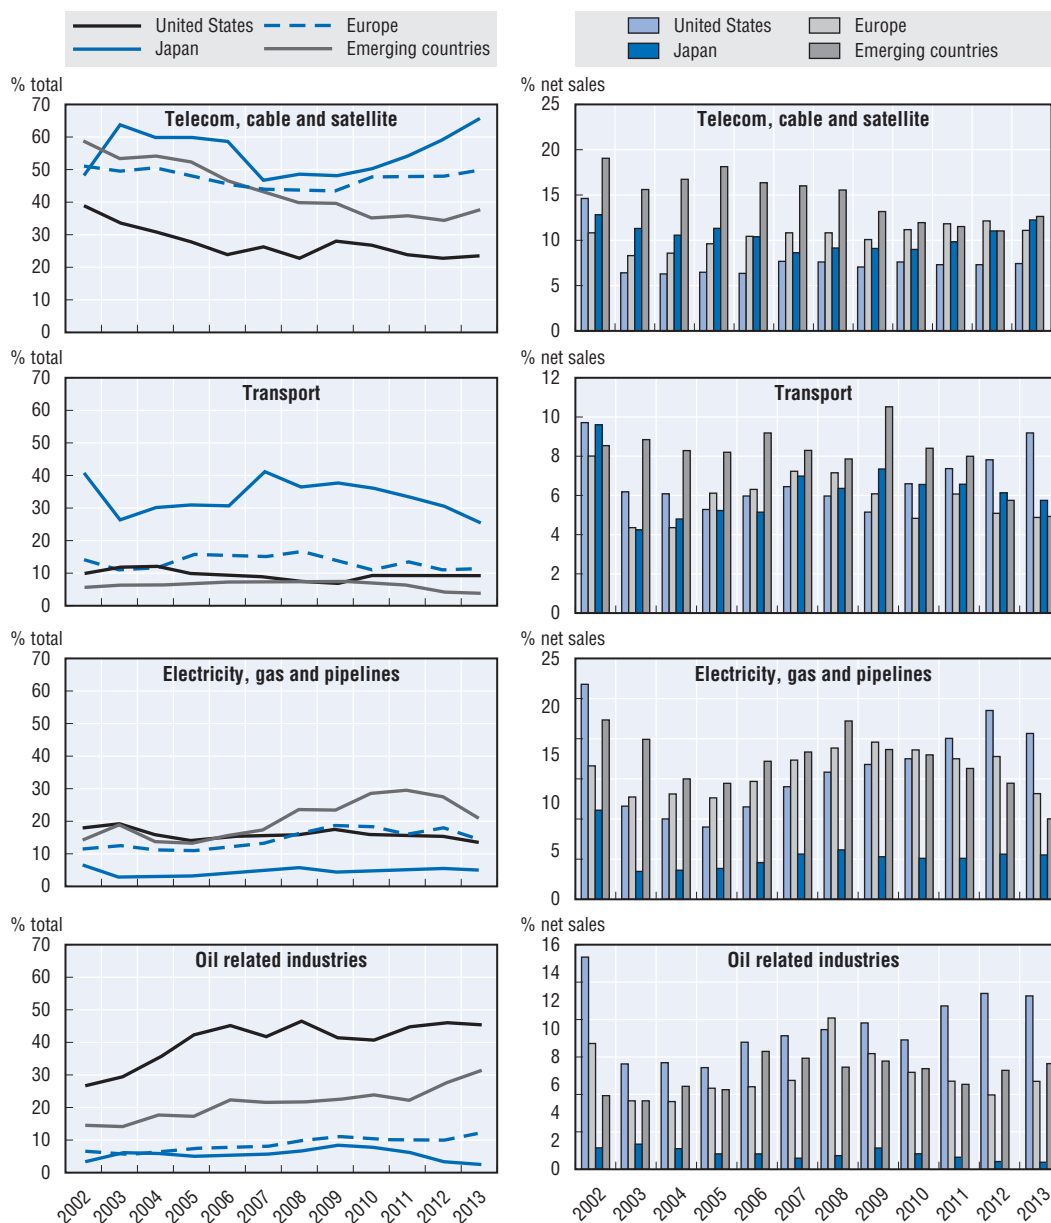 United States Europe
Japan Emerging countries
% total
70
60
50
40
30
20
10
0
Telecom, cable and satellite
% total
70
60
50
40
30
20
10
0
Transport
% total
70
60
50
40
30
20
10
0
Electricity, gas and pipelines
% total
70
60
50
40
30
20
10
0
Oil related industries
2002 2003 2004 2005 2006 2007 2008 2009 2010 2011 2012 2013
United States Europe
Japan Emerging countries
% net sales
25
20
15
10
5
0
Telecom, cable and satellite
% net sales
12
10
8
6
4
2
0
Transport
% net sales
25
20
15
10
5
0
Electricity, gas and pipelines
% net sales
16
14
12
10
8
6
4
2
0
Oil related industries
2002 2003 2004 2005 2006 2007 2008 2009 2010 2011 2012 2013